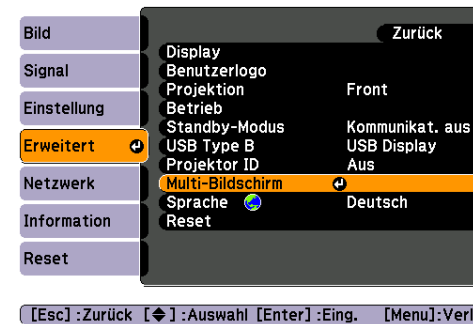 Bild
Signal
Einstellung
Erweitert
Netzwerk
Information
Reset
Zurück
Display
Benutzerlogo
Projektion Front
Betrieb
Standby-Modus Kommunikat. aus
USB Type B USB Display
Projektor ID Aus
Multi-Bildschirm
Sprache Deutsch
Reset
[Esc] :Zurück [ ] :Auswahl [Enter] :Eing. [Menu]:Verl